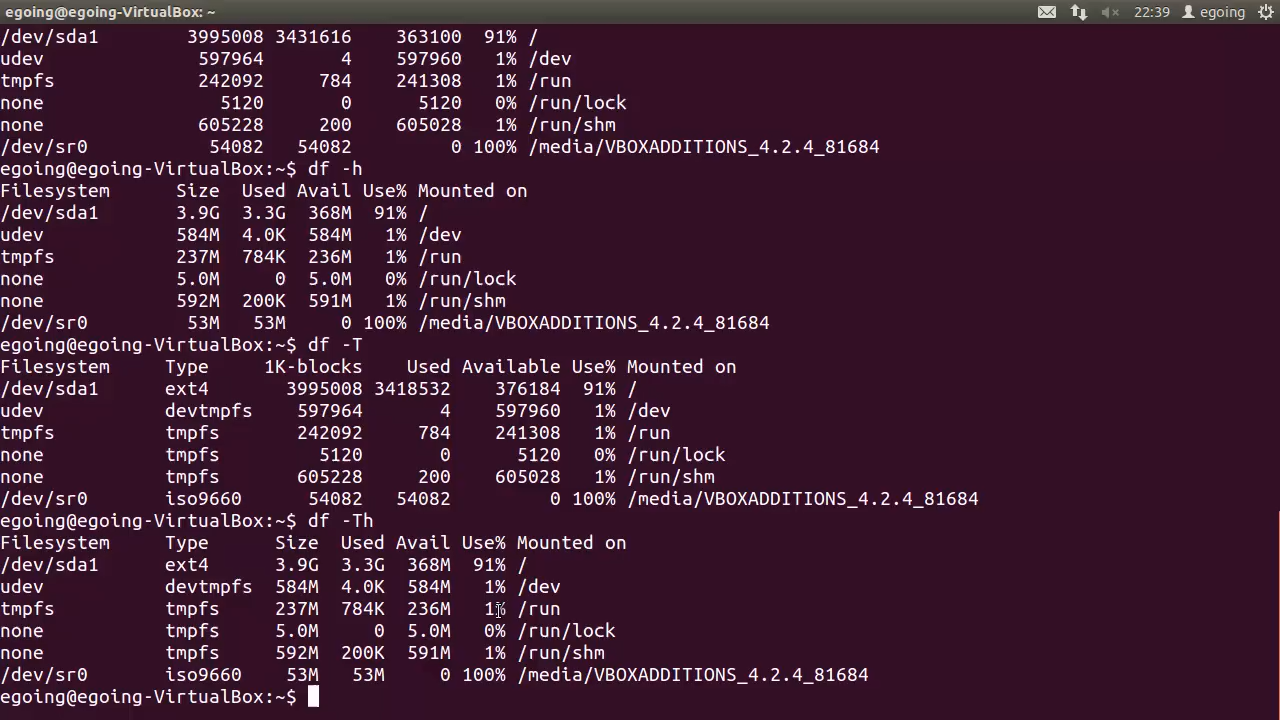 egoing@egoing-VirtualBox: ~ 22:39 egoing
/dev/sda1 3995008 3431616 363100 91% /
udev 597964 4 597960 1% /dev
tmpfs 242092 784 241308 1% /run
none 5120 0 5120 0% /run/lock
none 605228 200 605028 1% /run/shm
/dev/sr0 54082 54082 0 100% /media/VBOXADDITIONS_4.2.4_81684
egoing@egoing-VirtualBox:~$ df -h
Filesystem Size Used Avail Use% Mounted on
/dev/sda1 3.9G 3.3G 368M 91% /
udev 584M 4.0K 584M 1% /dev
tmpfs 237M 784K 236M 1% /run
none 5.0M 0 5.0M 0% /run/lock
none 592M 200K 591M 1% /run/shm
/dev/sr0 53M 53M 0 100% /media/VBOXADDITIONS_4.2.4_81684
egoing@egoing-VirtualBox:~$ df -T
Filesystem Type 1K-blocks Used Available Use% Mounted on
/dev/sda1 ext4 3995008 3418532 376184 91% /
udev devtmpfs 597964 4 597960 1% /dev
tmpfs tmpfs 242092 784 241308 1% /run
none tmpfs 5120 0 5120 0% /run/lock
none tmpfs 605228 200 605028 1% /run/shm
/dev/sr0 iso9660 54082 54082 0 100% /media/VBOXADDITIONS_4.2.4_81684
egoing@egoing-VirtualBox:~$ df -Th
Filesystem Type Size Used Avail Use% Mounted on
/dev/sda1 ext4 3.9G 3.3G 368M 91% /
udev devtmpfs 584M 4.0K 584M 1% /dev
tmpfs tmpfs 237M 784K 236M 1% /run
none tmpfs 5.0M 0 5.0M 0% /run/lock
none tmpfs 592M 200K 591M 1% /run/shm
/dev/sr0 iso9660 53M 53M 0 100% /media/VBOXADDITIONS_4.2.4_81684
egoing@egoing-VirtualBox:~$